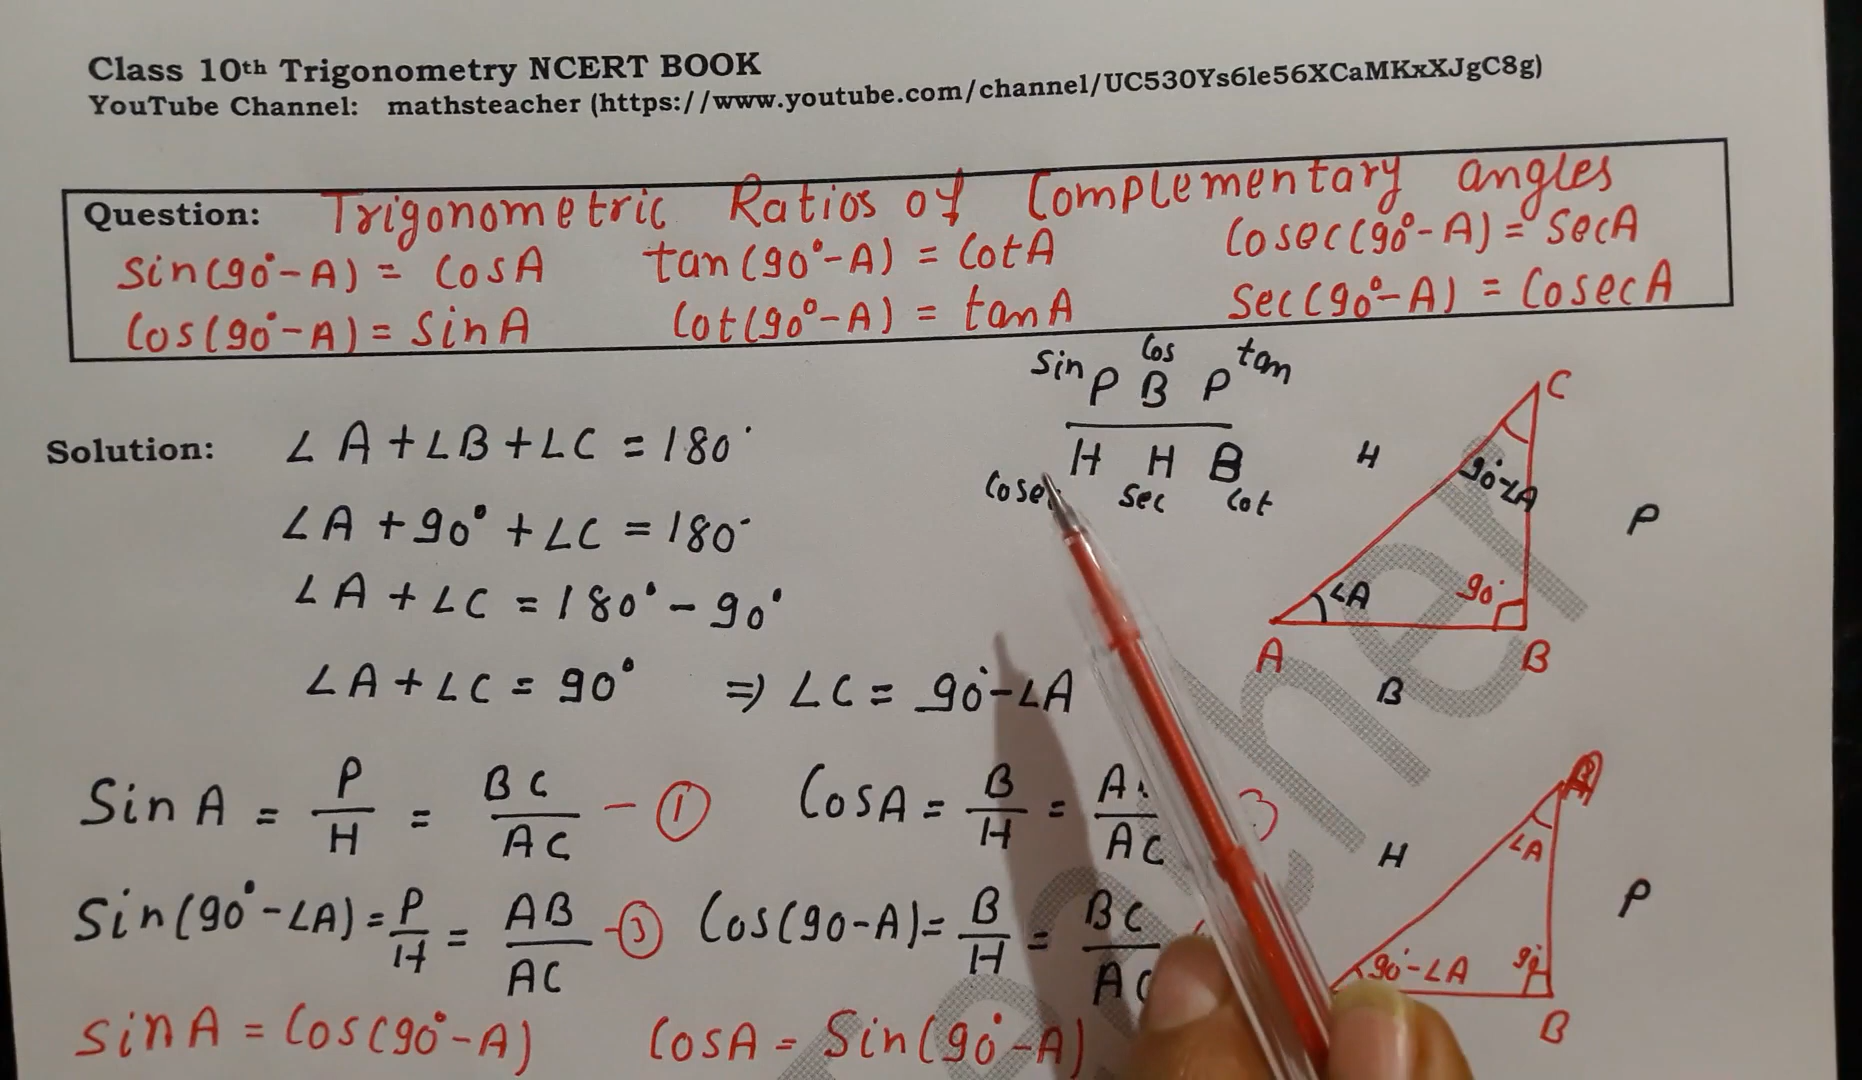 Class 10th Trigonometry NCERT BOOK
YouTube Channel: mathsteacher (https://www.youtube.com/channel/UC530Ys6le56XCaMKxXJgC8g)
Question: Trigonometric Ratios of Complementary angles
Sin(90°-A) = CosA tan(90°-A) = CotA Cosec(90°-A) = SecA
Cos(90°-A) = SinA Cot(90°-A) = tanA Sec(90°-A) = CosecA
Sin Cos tan
P B P
H H B
Sec Cot
Solution: ∠A+∠B+∠C = 180°
∠A+90°+∠C = 180°
∠A+∠C = 180°-90°
∠A+∠C = 90° ⇒ ∠C = 90°-∠A
C
H
90°-∠A
P
∠A 90°
A B
B
SinA = P/H = BC/AC - ① CosA = B/H = A /AC
Sin(90°-∠A) = P/H = AB/AC - ③ Cos(90-A) = B/H = BC/A
SinA = Cos(90°-A) CosA = Sin(90°-A)
∠A
H
P
90°-∠A
B